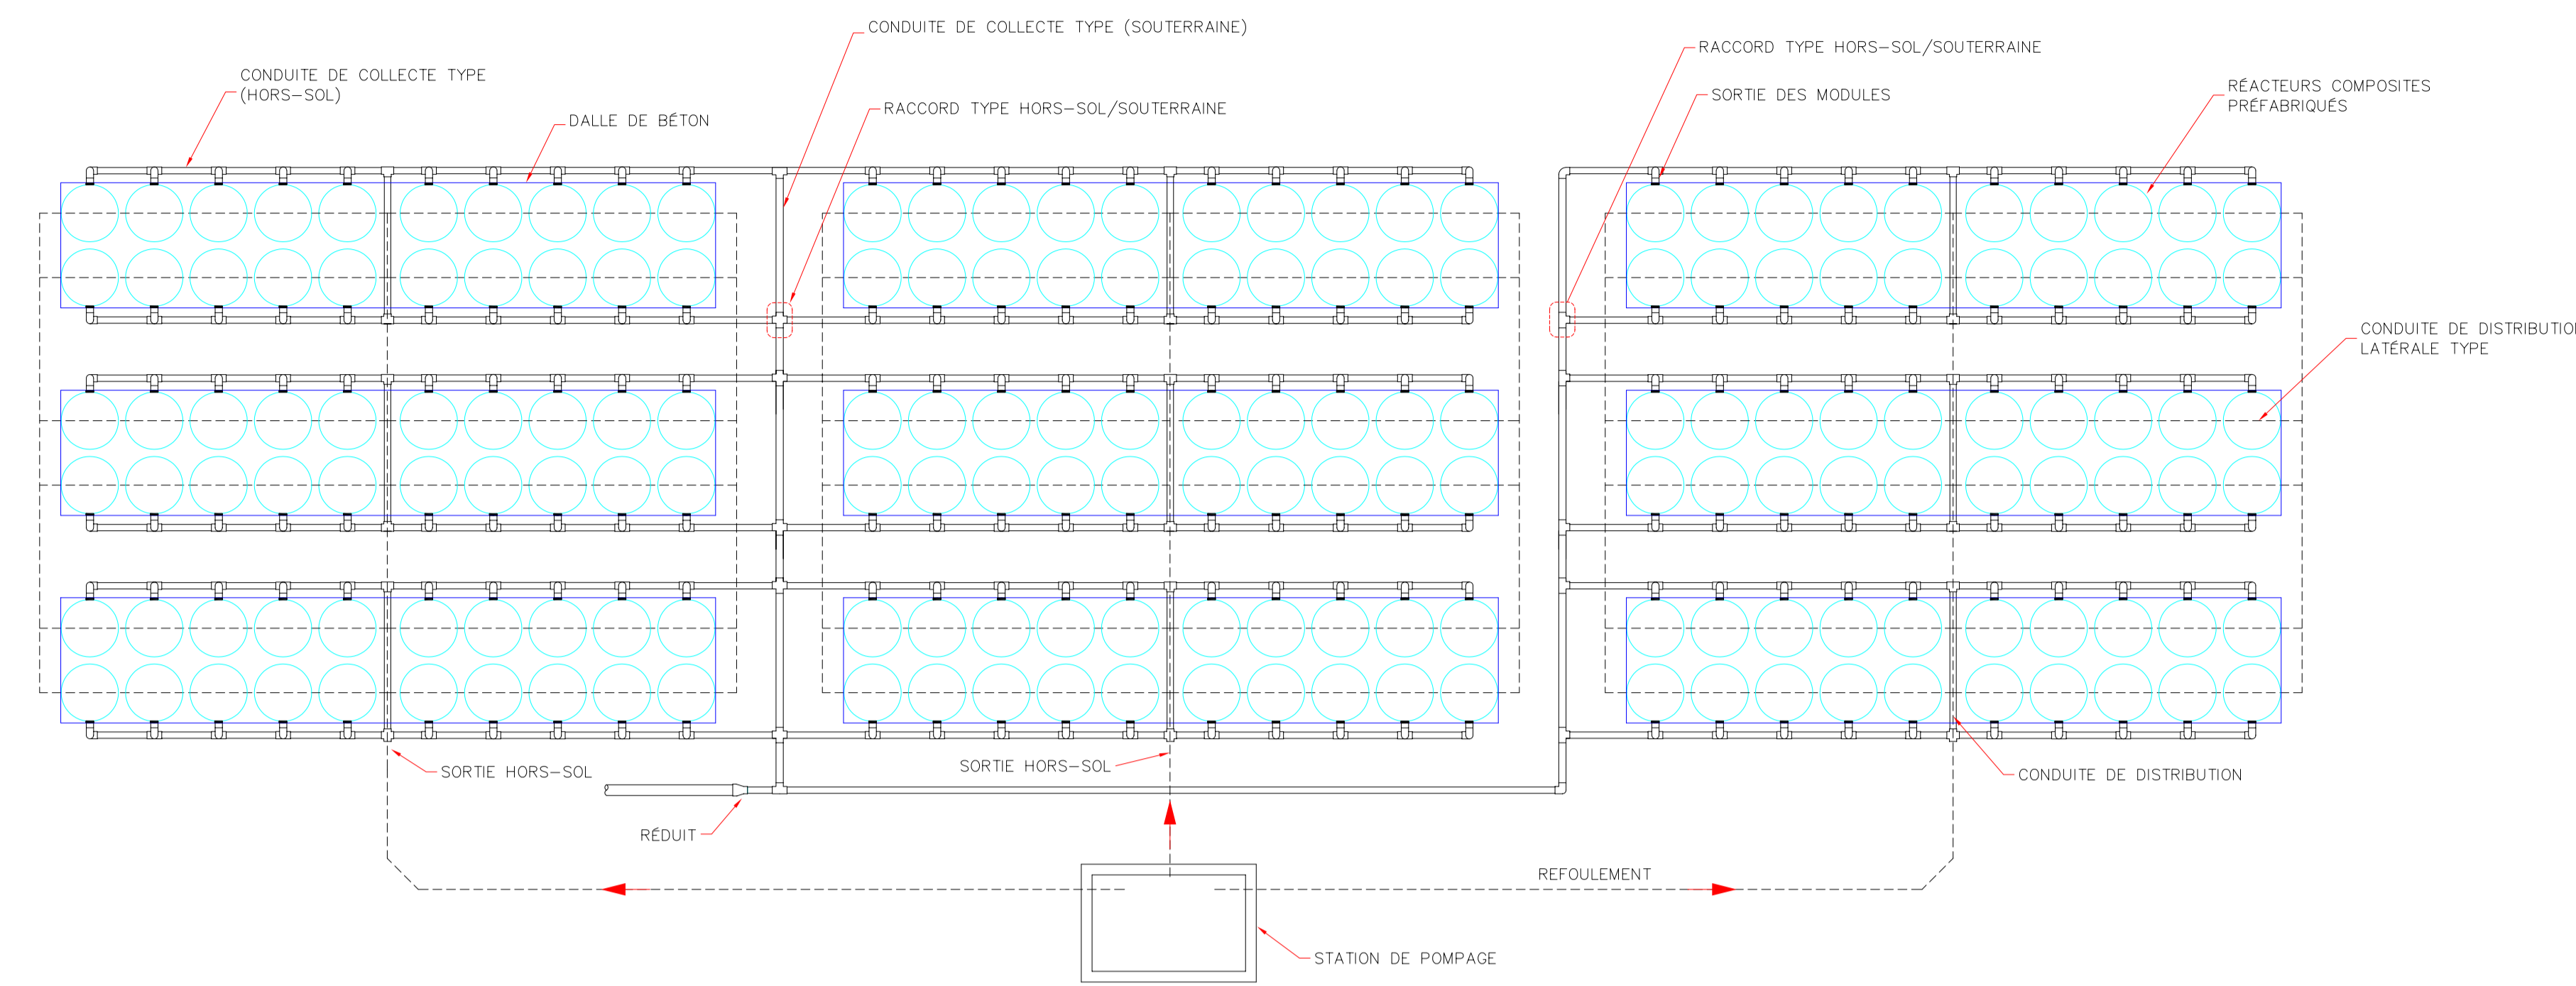 CONDUITE DE COLLECTE TYPE (SOUTERRAINE)
RACCORD TYPE HORS-SOL/SOUTERRAINE
CONDUITE DE COLLECTE TYPE
(HORS-SOL)
RÉACTEURS COMPOSITES
PRÉFABRIQUÉS
SORTIE DES MODULES
RACCORD TYPE HORS-SOL/SOUTERRAINE
DALLE DE BÉTON
CONDUITE DE DISTRIBUTION
LATÉRALE TYPE
SORTIE HORS-SOL
SORTIE HORS-SOL
CONDUITE DE DISTRIBUTION
RÉDUIT
REFOULEMENT
STATION DE POMPAGE